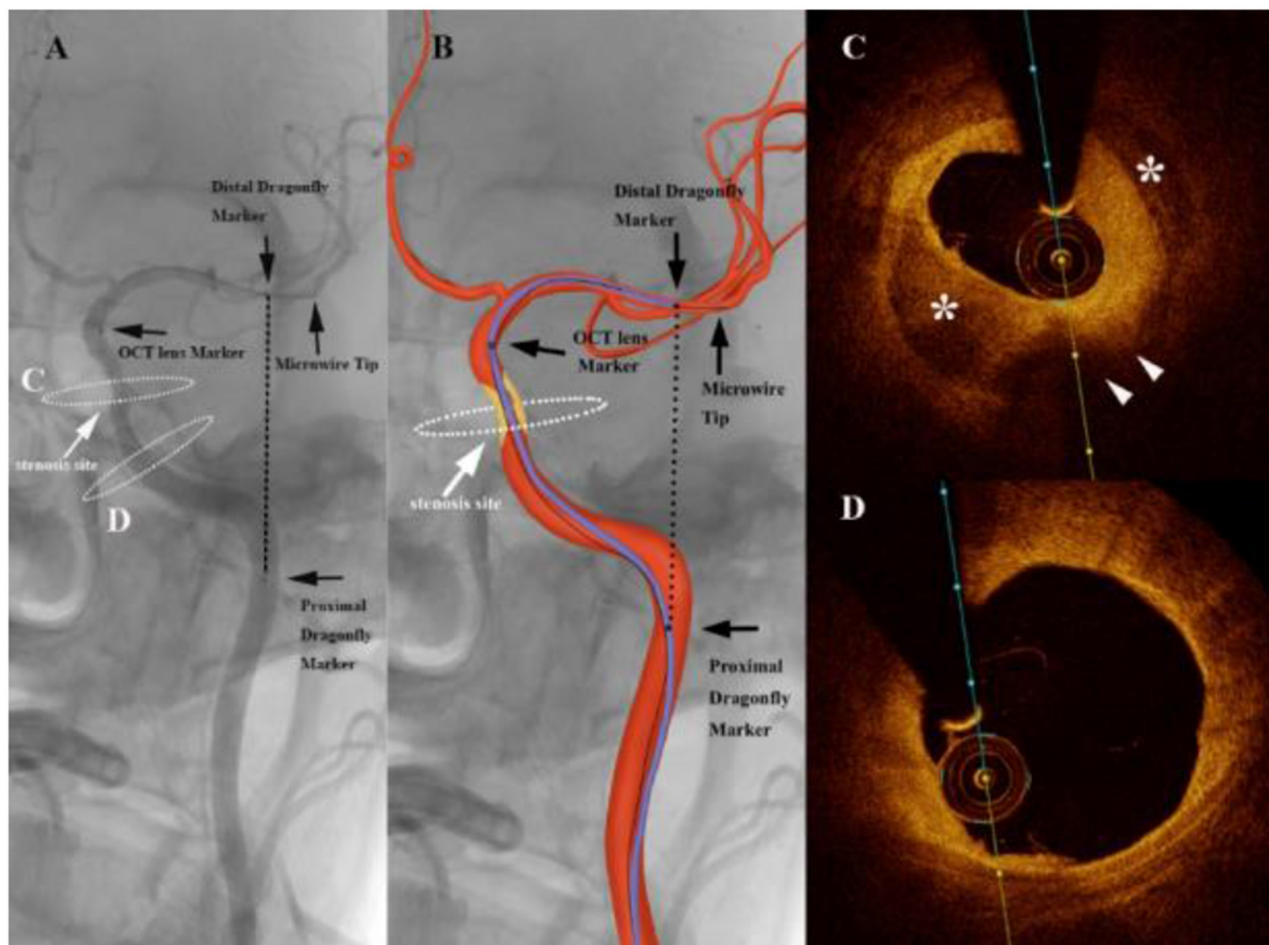 A
Distal Dragonfly
Marker
OCT lens Marker
Microwire Tip
C
stenosis site
D
Proximal
Dragonfly
Marker
B
Distal Dragonfly
Marker
OCT lens
Marker
Microwire
Tip
stenosis site
Proximal
Dragonfly
Marker
C
*
*
D